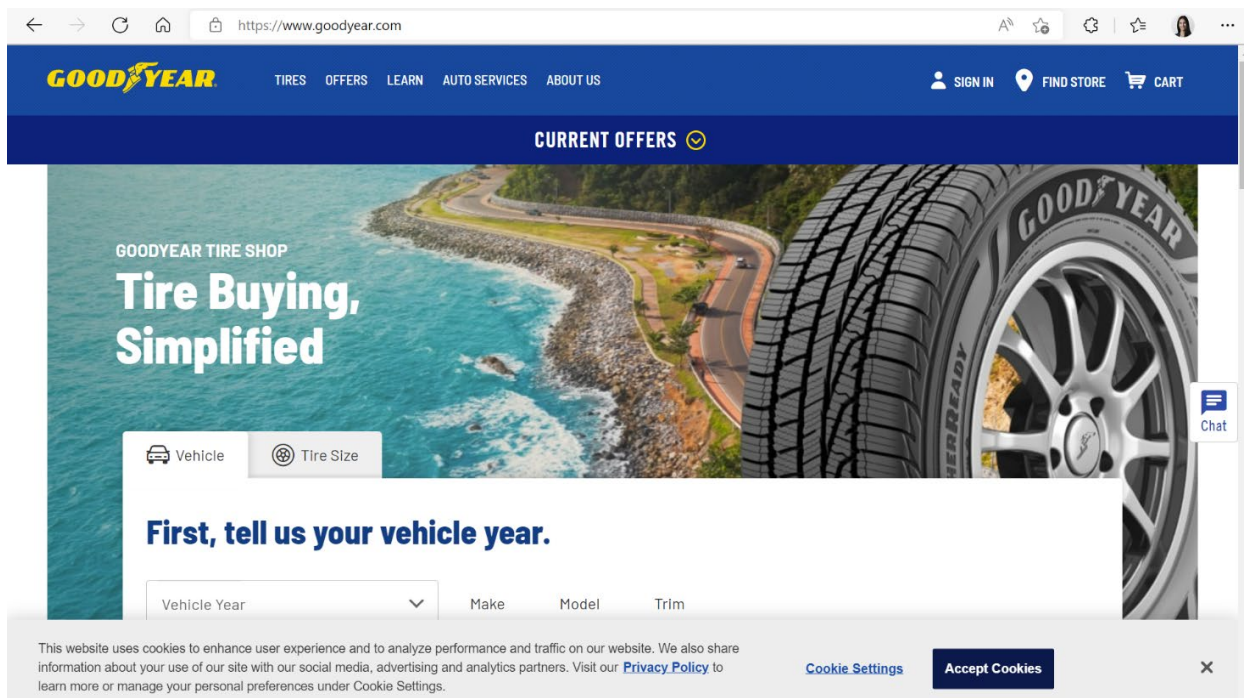 https://www.goodyear.com
GOODYEAR
TIRES OFFERS LEARN AUTO SERVICES ABOUT US
SIGN IN FIND STORE CART
CURRENT OFFERS
GOODYEAR TIRE SHOP
Tire Buying,
Simplified
GOODYEAR
Chat
Vehicle Tire Size
First, tell us your vehicle year.
Vehicle Year Make Model Trim
This website uses cookies to enhance user experience and to analyze performance and traffic on our website. We also share
information about your use of our site with our social media, advertising and analytics partners. Visit our Privacy Policy to
learn more or manage your personal preferences under Cookie Settings.
Cookie Settings Accept Cookies